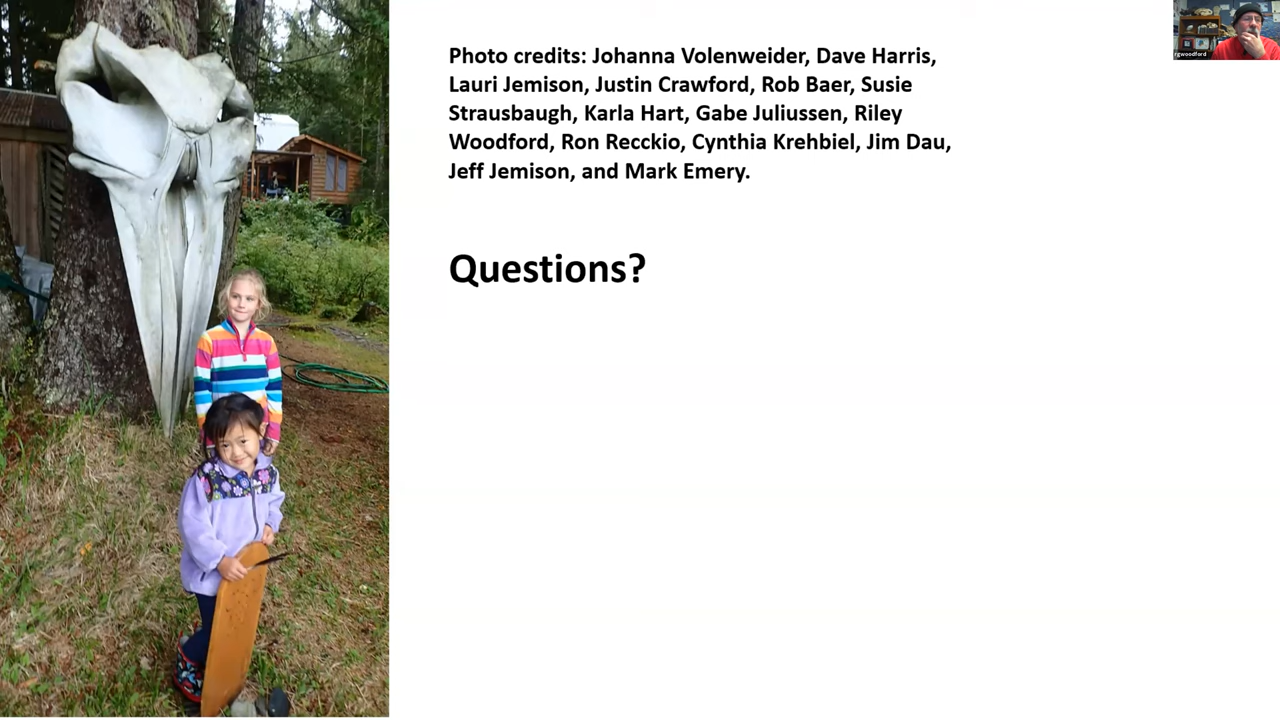 Photo credits: Johanna Volenweider, Dave Harris,
Lauri Jemison, Justin Crawford, Rob Baer, Susie
Strausbaugh, Karla Hart, Gabe Juliussen, Riley
Woodford, Ron Recckio, Cynthia Krehbiel, Jim Dau,
Jeff Jemison, and Mark Emery.
Questions?
rgwoodford